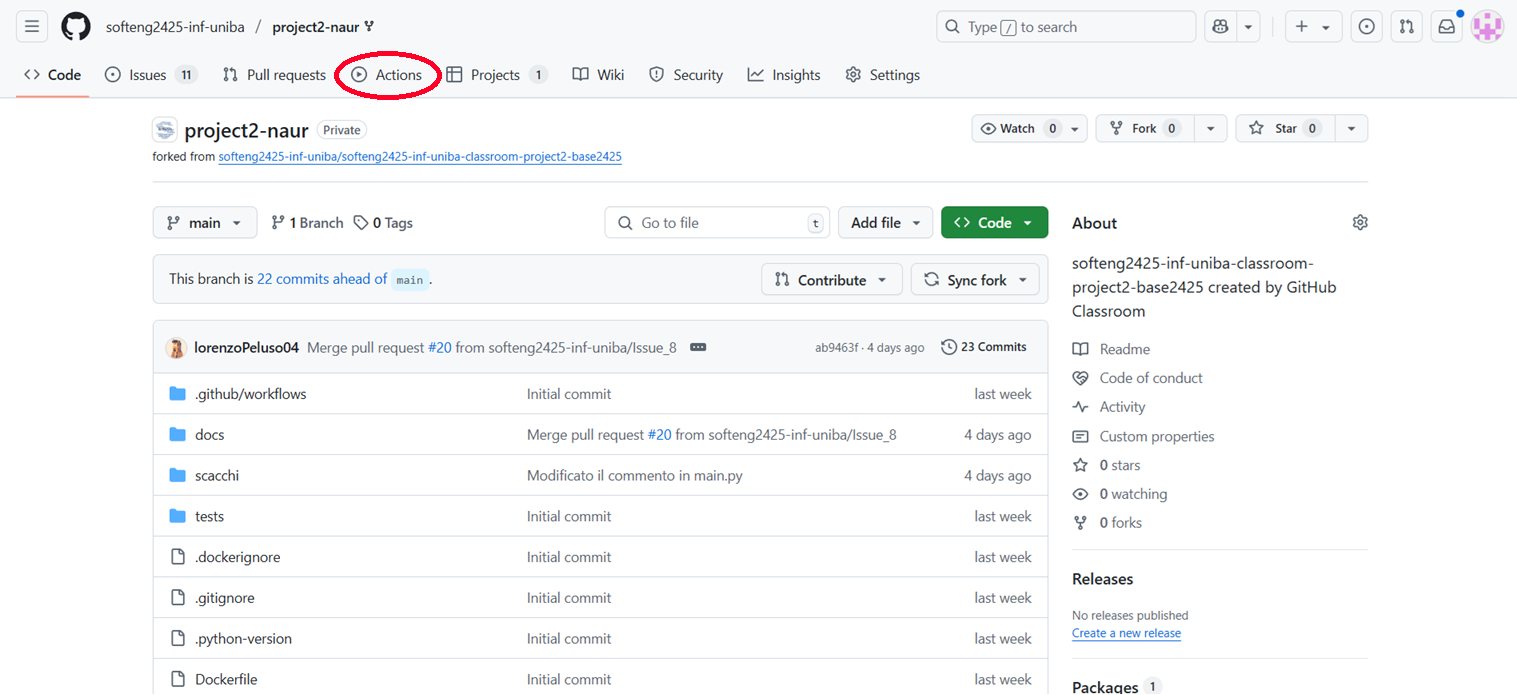 softeng2425-inf-uniba / project2-naur
Type / to search
Code Issues 11 Pull requests Actions Projects 1 Wiki Security Insights Settings
project2-naur Private
Watch 0 Fork 0 Star 0
forked from softeng2425-inf-uniba/softeng2425-inf-uniba-classroom-project2-base2425
main 1 Branch 0 Tags
Go to file t
Add file
Code
This branch is 22 commits ahead of main .
Contribute Sync fork
lorenzoPeluso04 Merge pull request #20 from softeng2425-inf-uniba/Issue_8 ab9463f · 4 days ago 23 Commits
.github/workflows Initial commit last week
docs Merge pull request #20 from softeng2425-inf-uniba/Issue_8 4 days ago
scacchi Modificato il commento in main.py 4 days ago
tests Initial commit last week
.dockerignore Initial commit last week
.gitignore Initial commit last week
.python-version Initial commit last week
Dockerfile Initial commit last week
About
softeng2425-inf-uniba-classroom-
project2-base2425 created by GitHub
Classroom
Readme
Code of conduct
Activity
Custom properties
0 stars
0 watching
0 forks
Releases
No releases published
Create a new release
Packages 1